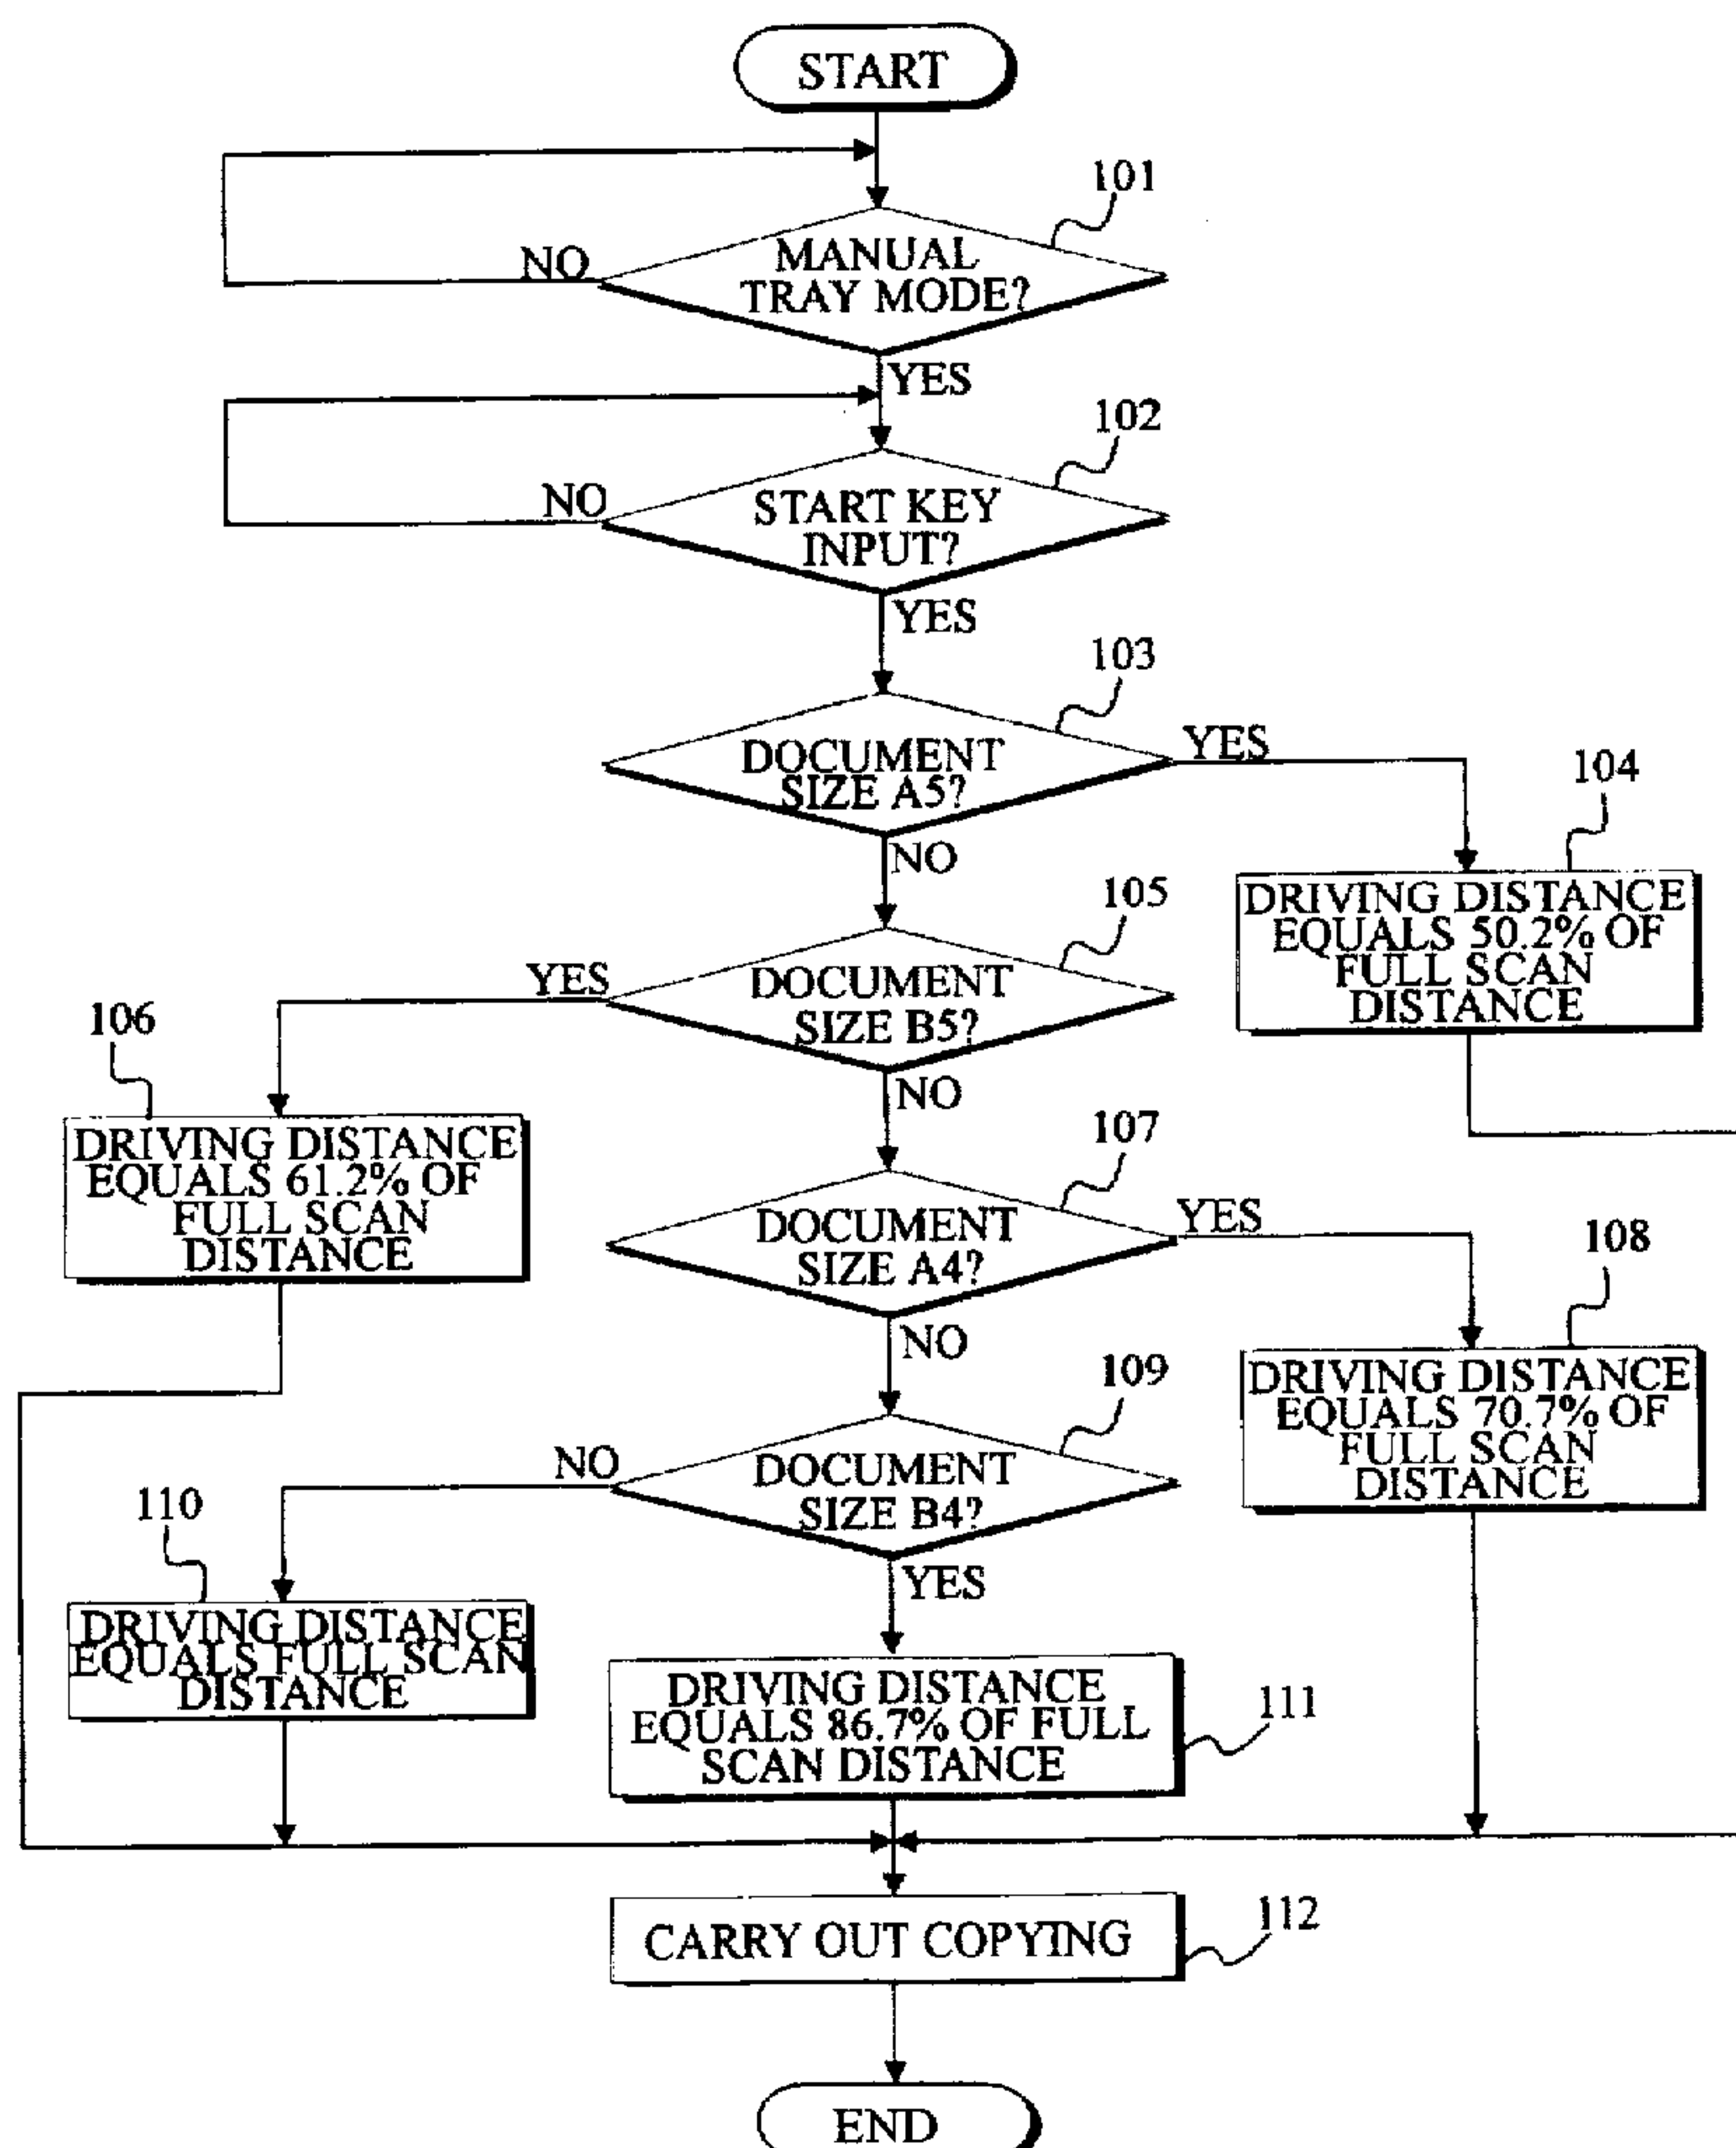 START
101
MANUAL
TRAY MODE?
NO
YES
102
START KEY
INPUT?
NO
YES
103
DOCUMENT
SIZE A5?
YES
NO
104
DRIVING DISTANCE
EQUALS 50.2% OF
FULL SCAN
DISTANCE
105
DOCUMENT
SIZE B5?
YES
NO
106
DRIVING DISTANCE
EQUALS 61.2% OF
FULL SCAN
DISTANCE
107
DOCUMENT
SIZE A4?
YES
NO
108
DRIVING DISTANCE
EQUALS 70.7% OF
FULL SCAN
DISTANCE
109
DOCUMENT
SIZE B4?
NO
YES
110
DRIVING DISTANCE
EQUALS FULL SCAN
DISTANCE
DRIVING DISTANCE
EQUALS 86.7% OF FULL
SCAN DISTANCE
111
CARRY OUT COPYING
112
END